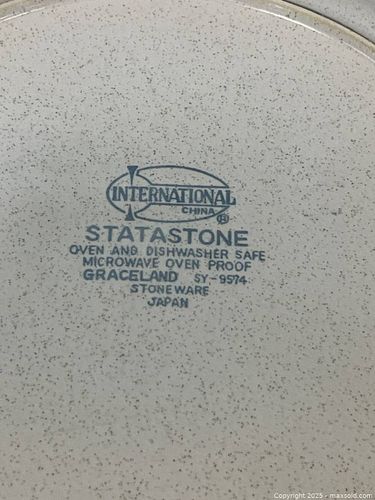 INTERNATIONAL
CHINA ®
STATASTONE
OVEN AND DISHWASHER SAFE
MICROWAVE OVEN PROOF
GRACELAND SY-9574
STONEWARE
JAPAN
Copyright 2025 - maxsold.com